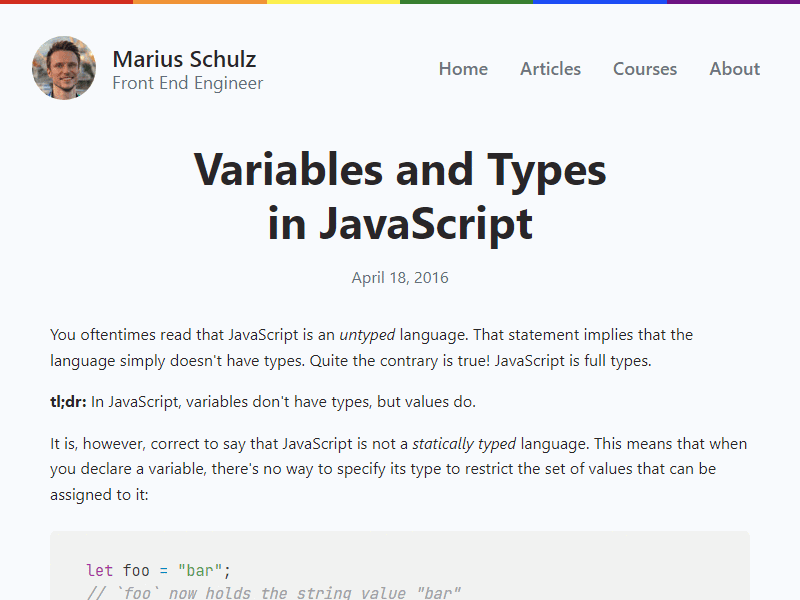 Marius Schulz
Front End Engineer
Home Articles Courses About
Variables and Types
in JavaScript
April 18, 2016
You oftentimes read that JavaScript is an untyped language. That statement implies that the
language simply doesn't have types. Quite the contrary is true! JavaScript is full types.
tl;dr: In JavaScript, variables don't have types, but values do.
It is, however, correct to say that JavaScript is not a statically typed language. This means that when
you declare a variable, there's no way to specify its type to restrict the set of values that can be
assigned to it:
let foo = "bar";
// `foo` now holds the string value "bar"